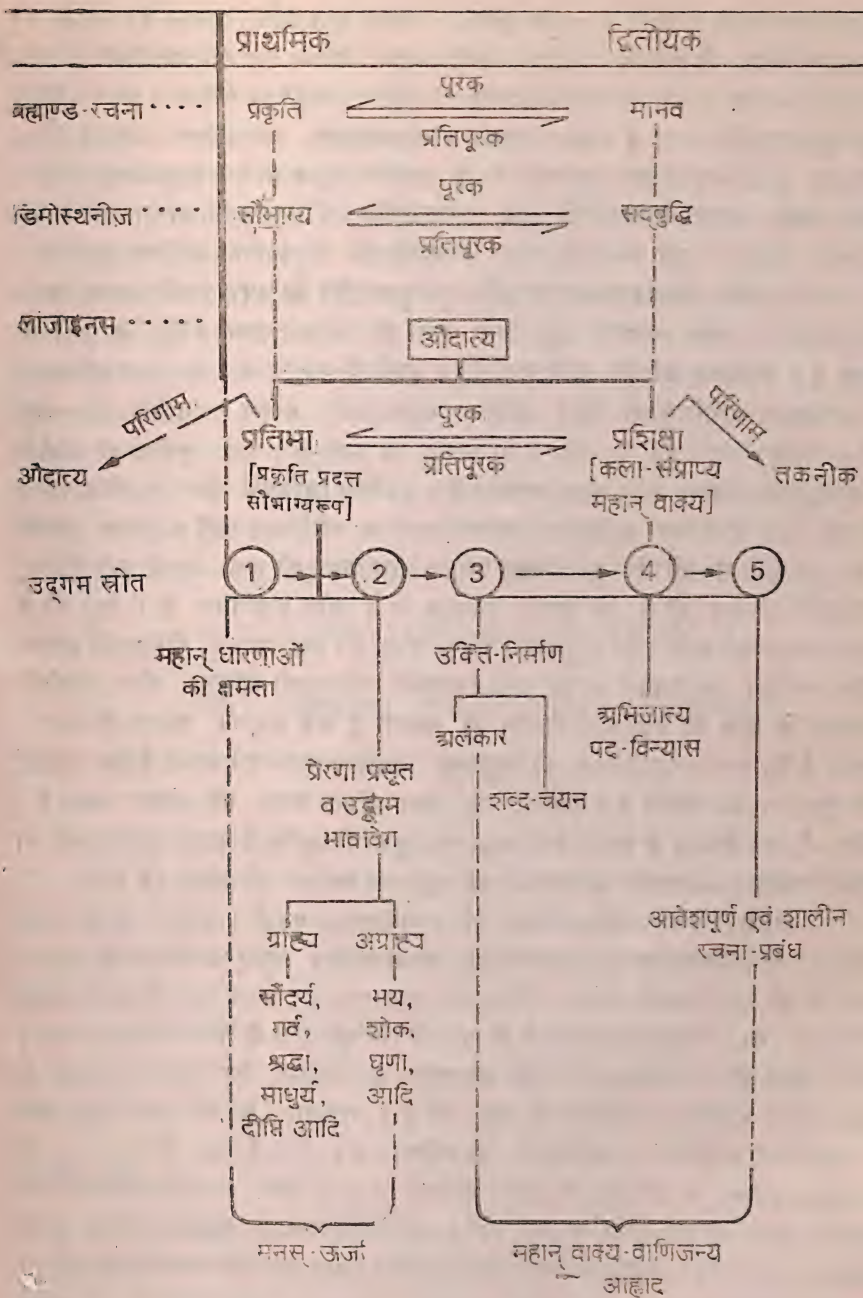 प्राथमिक द्वितोयक
ब्रह्माण्ड-रचना ···· प्रकृति पूरक मानव
प्रतिपूरक
डिमोस्थनीज़ ···· सौभाग्य पूरक सद्‌बुद्धि
प्रतिपूरक
लांजाइनस ·····
औदात्य
परिणाम परिणाम
प्रतिभा पूरक प्रशिक्षा
औदात्य प्रतिपूरक तकनीक
[प्रकृति प्रदत्त [कला-संप्राप्य
सौभाग्यरूप] महान् वाक्य]
उद्‌गम स्रोत 1 2 3 4 5
महान् धारणाओं
की क्षमता
उक्ति-निर्माण
अलंकार
शब्द-चयन
अभिजात्य
पद-विन्यास
प्रेरणा प्रसूत
व उद्दाम
भावावेग
ग्राह्य अग्राह्य
सौंदर्य, भय,
गर्व, शोक,
श्रद्धा, घृणा,
माधुर्य, आदि
दीप्ति आदि
आवेशपूर्ण एवं शालीन
रचना-प्रबंध
मनस्-ऊर्जा
महान् वाक्य-वाणिजन्य
आह्लाद